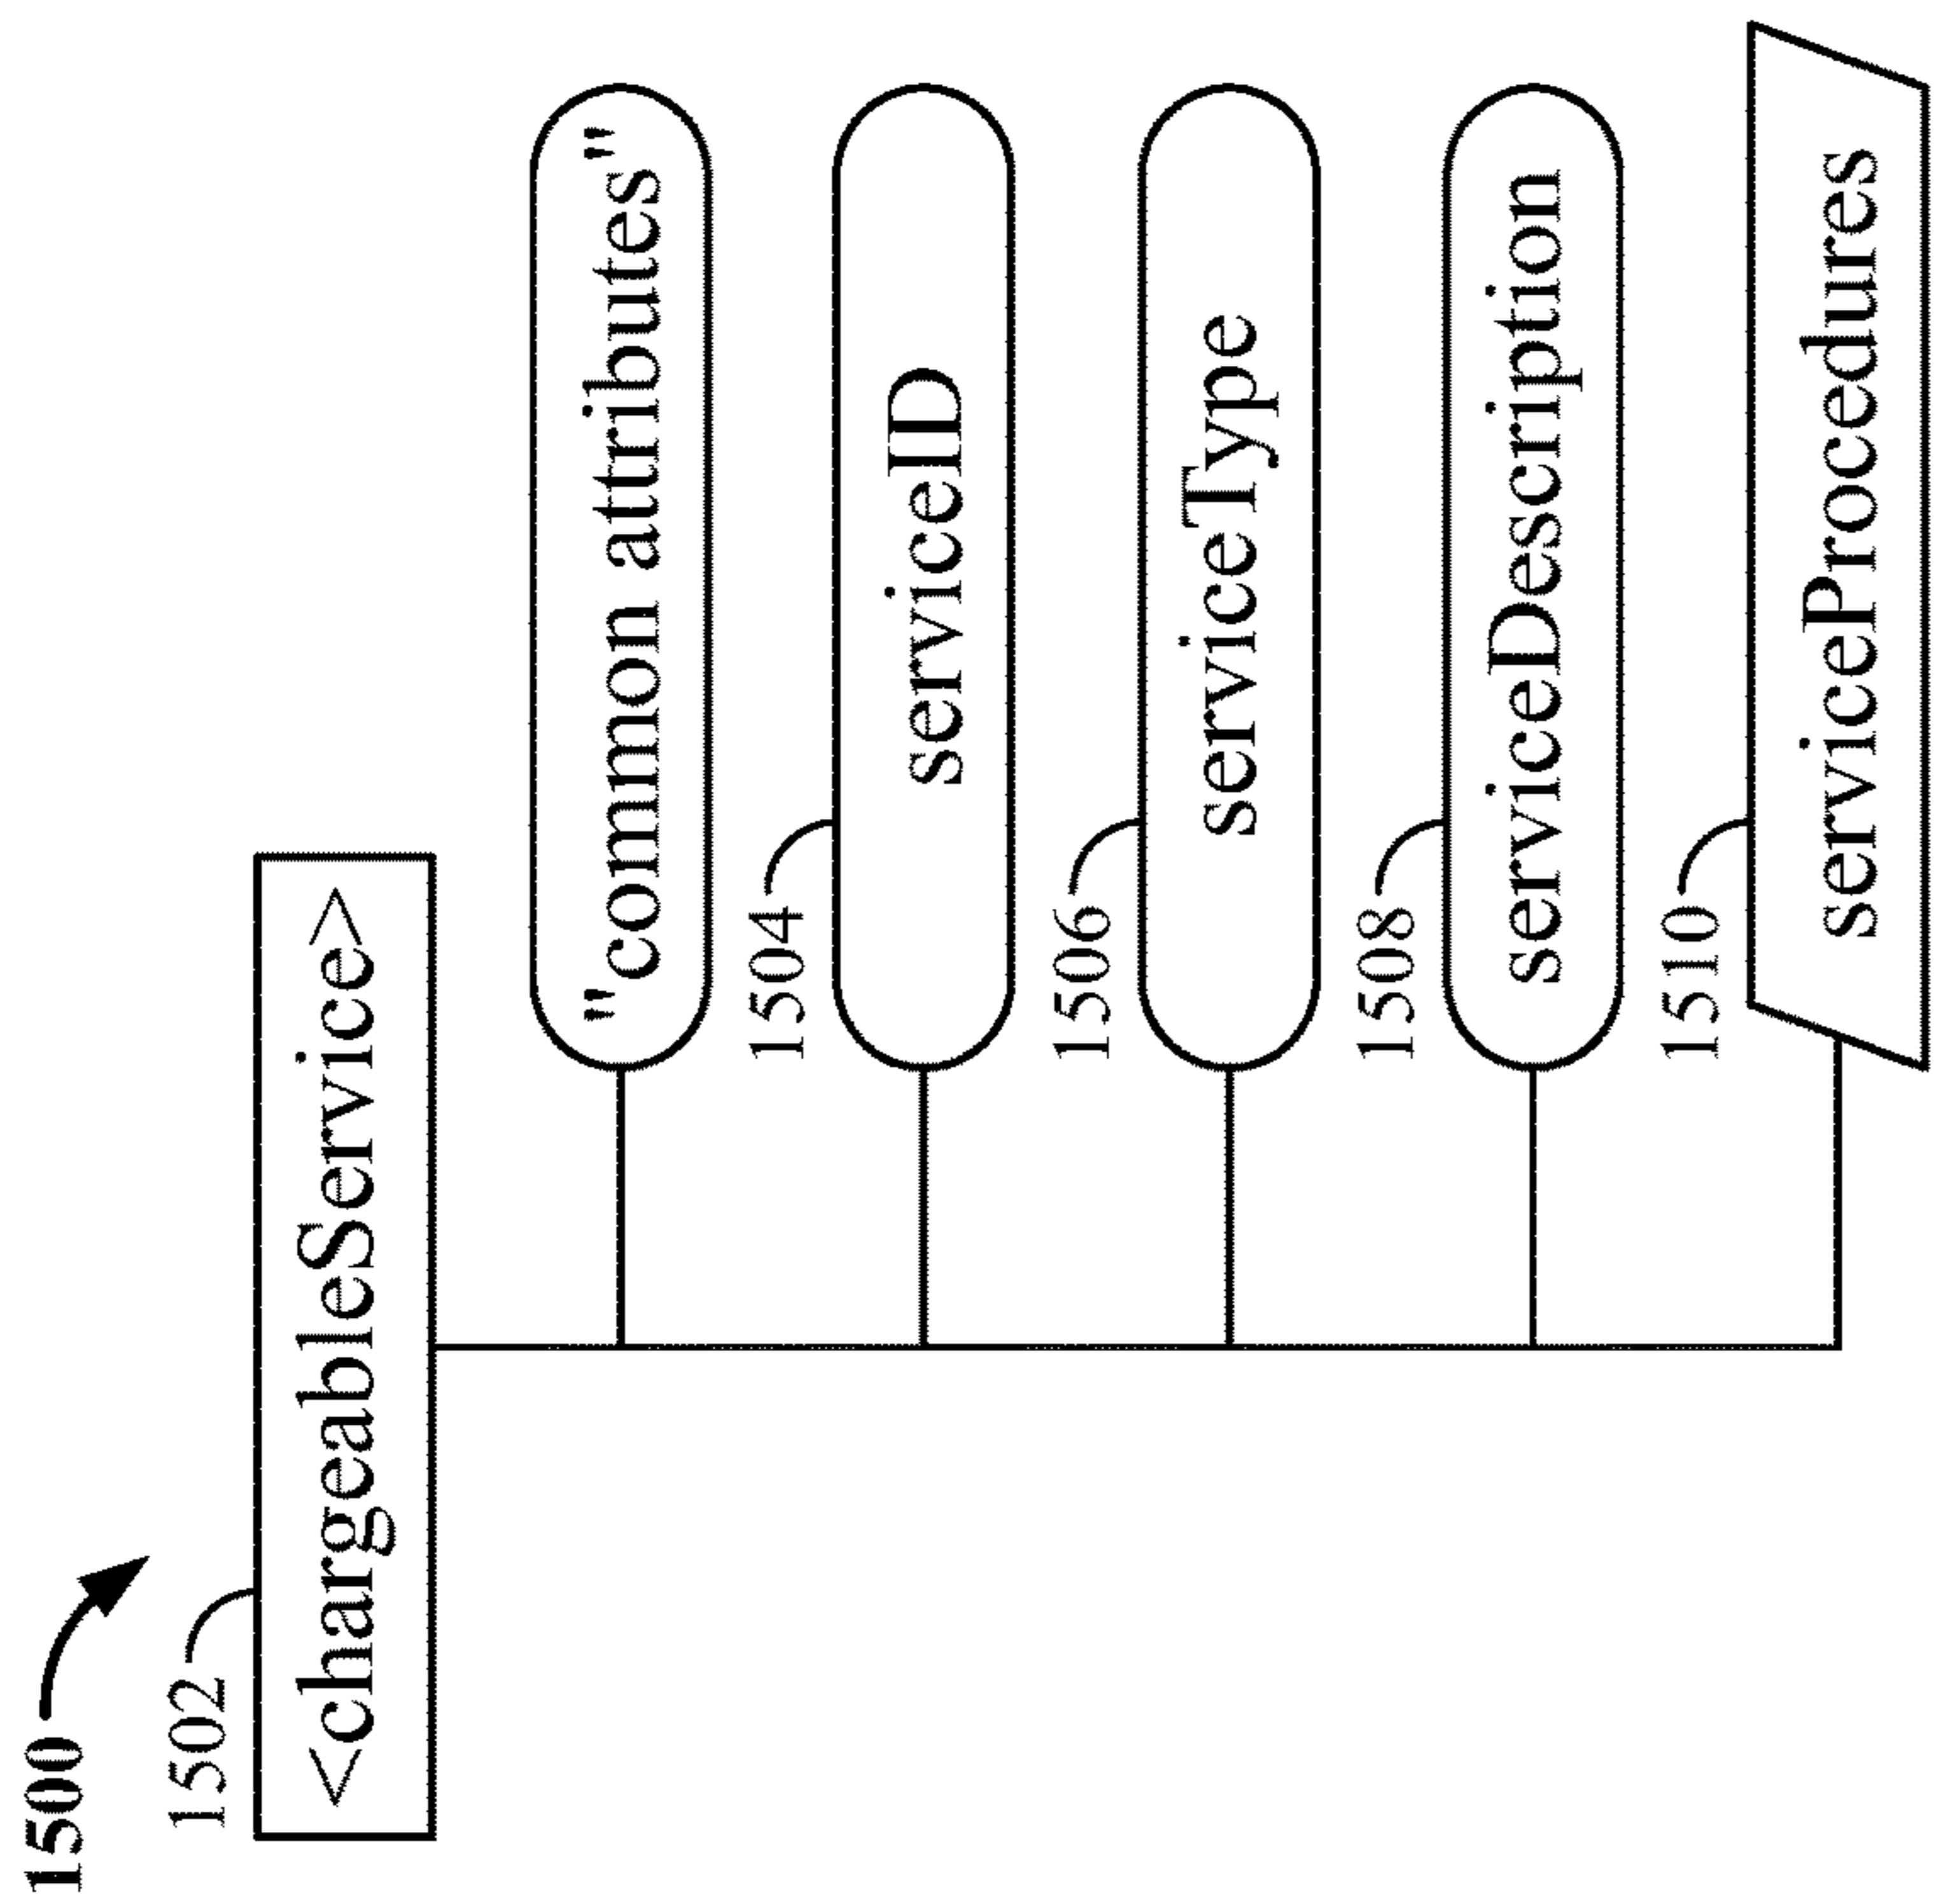 1500
1502
<chargeableService>
"common attributes"
1504
serviceID
1506
serviceType
1508
serviceDescription
1510
serviceProcedures